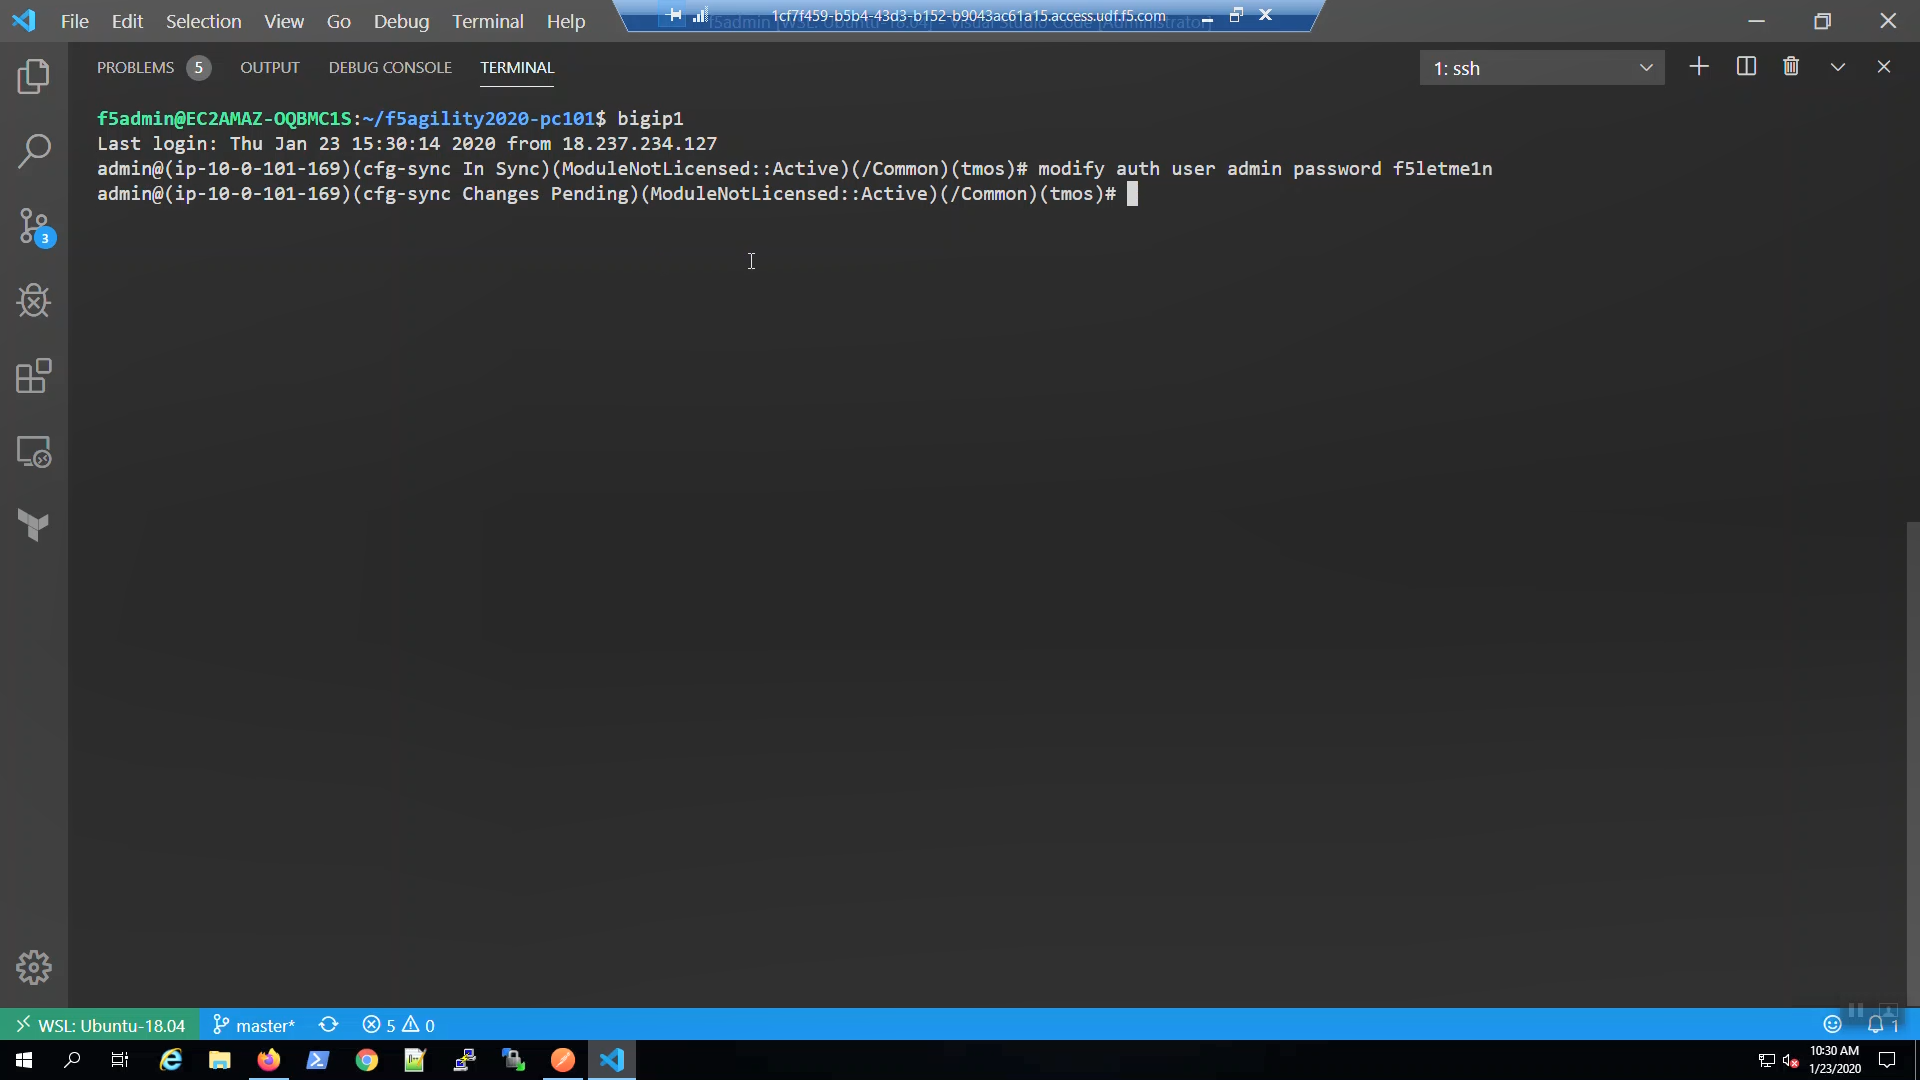 File Edit Selection View Go Debug Terminal Help
1cf7f459-b5b4-43d3-b152-b9043ac61a15.access.udf.f5.com
PROBLEMS 5 OUTPUT DEBUG CONSOLE TERMINAL
1: ssh
f5admin@EC2AMAZ-OQBMC1S:~/f5agility2020-pc101$ bigip1
Last login: Thu Jan 23 15:30:14 2020 from 18.237.234.127
admin@(ip-10-0-101-169)(cfg-sync In Sync)(ModuleNotLicensed::Active)(/Common)(tmos)# modify auth user admin password f5letme1n
admin@(ip-10-0-101-169)(cfg-sync Changes Pending)(ModuleNotLicensed::Active)(/Common)(tmos)#
3
WSL: Ubuntu-18.04 master* 5 0 1
10:30 AM
1/23/2020